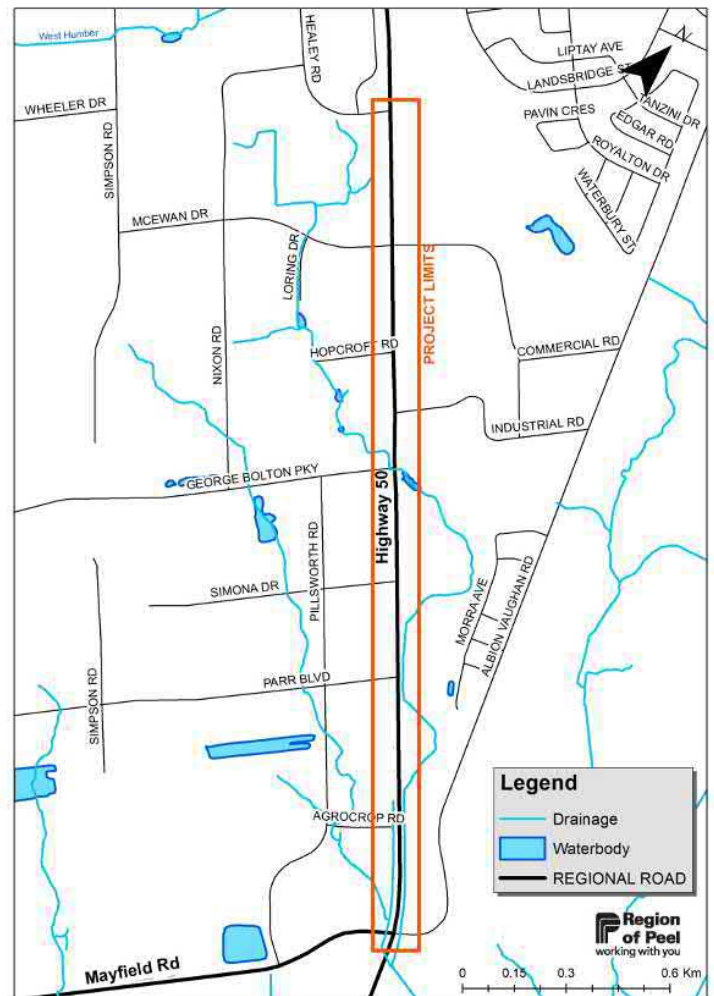 West Humber
HEALEY RD
LIPTAY AVE
LANDSBRIDGE ST
N
WHEELER DR
SIMPSON RD
PAVIN CRES
TANZINI DR
EDGAR RD
ROYALTON DR
WATERBURY ST
MCEWAN DR
LORING DR
PROJECT LIMITS
NIXON RD
HOPCROFT RD
COMMERCIAL RD
INDUSTRIAL RD
GEORGE BOLTON PKY
Highway 50
PILLSWORTH RD
SIMONA DR
MORRA AVE
ALBION VAUGHAN RD
PARR BLVD
SIMPSON RD
AGROCROP RD
Mayfield Rd
Legend
Drainage
Waterbody
REGIONAL ROAD
Region
of Peel
working with you
0 0.15 0.3 0.6 Km